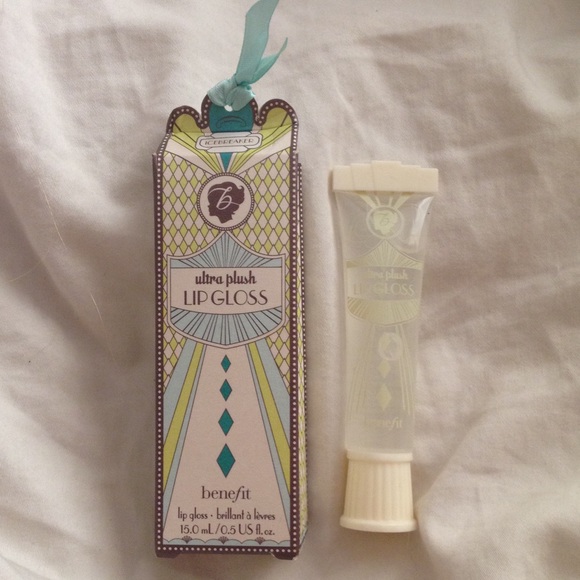 ICEBREAKER
b
ultra plush
LIP GLOSS
benefit
lip gloss • brillant à lèvres
15.0 mL/0.5 US fl. oz.
b
ultra plush
LIP GLOSS
benefit